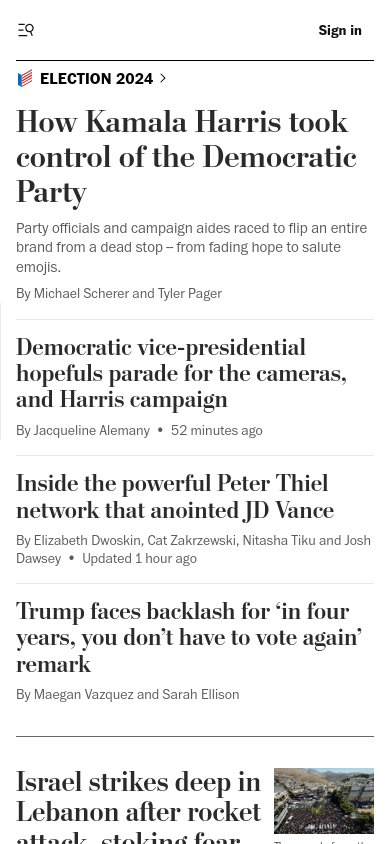 Sign in
ELECTION 2024
How Kamala Harris took
control of the Democratic
Party
Party officials and campaign aides raced to flip an entire
brand from a dead stop – from fading hope to salute
emojis.
By Michael Scherer and Tyler Pager
Democratic vice-presidential
hopefuls parade for the cameras,
and Harris campaign
By Jacqueline Alemany • 52 minutes ago
Inside the powerful Peter Thiel
network that anointed JD Vance
By Elizabeth Dwoskin, Cat Zakrzewski, Nitasha Tiku and Josh
Dawsey • Updated 1 hour ago
Trump faces backlash for ‘in four
years, you don’t have to vote again’
remark
By Maegan Vazquez and Sarah Ellison
Israel strikes deep in
Lebanon after rocket
attack, stoking fear